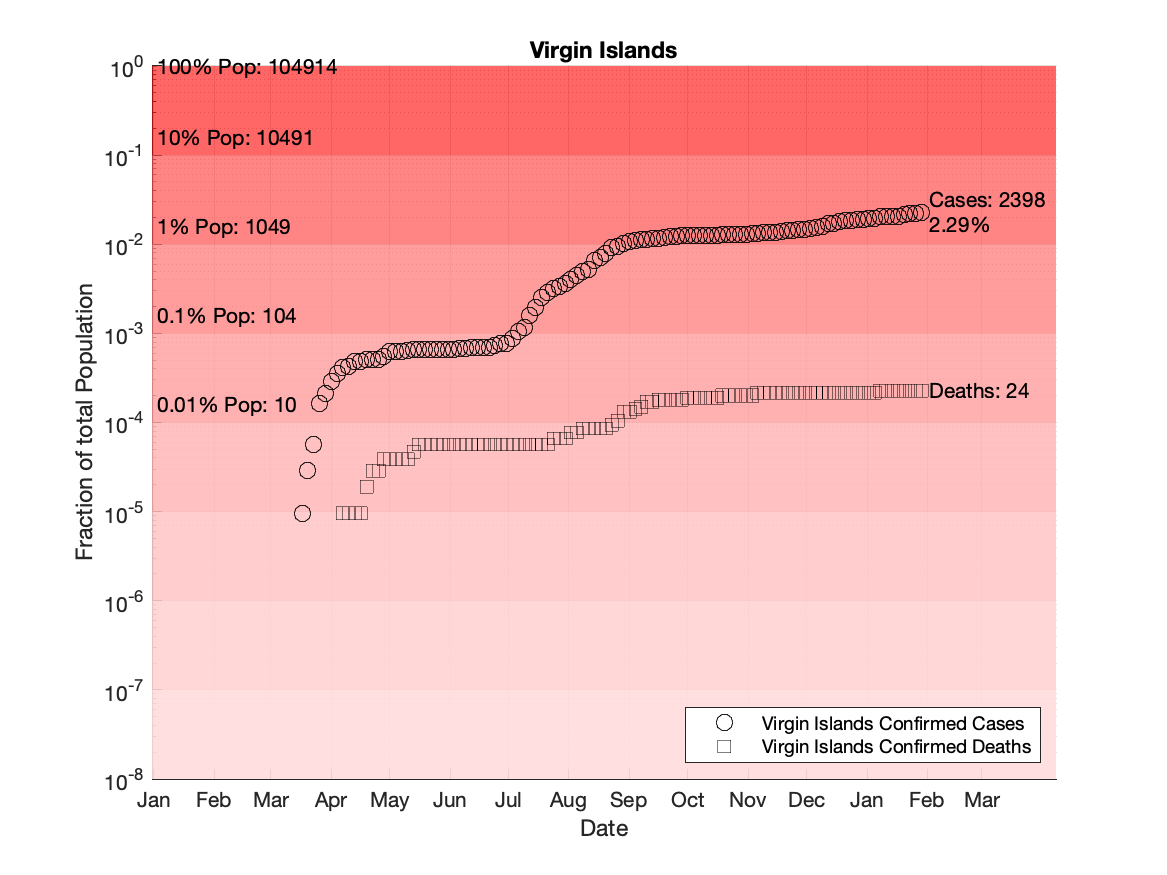 Virgin Islands
10^0
100% Pop: 104914
10% Pop: 10491
10^-1
1% Pop: 1049
10^-2
Cases: 2398
2.29%
0.1% Pop: 104
10^-3
0.01% Pop: 10
10^-4
Deaths: 24
10^-5
10^-6
10^-7
10^-8
Fraction of total Population
Virgin Islands Confirmed Cases
Virgin Islands Confirmed Deaths
Jan Feb Mar Apr May Jun Jul Aug Sep Oct Nov Dec Jan Feb Mar
Date